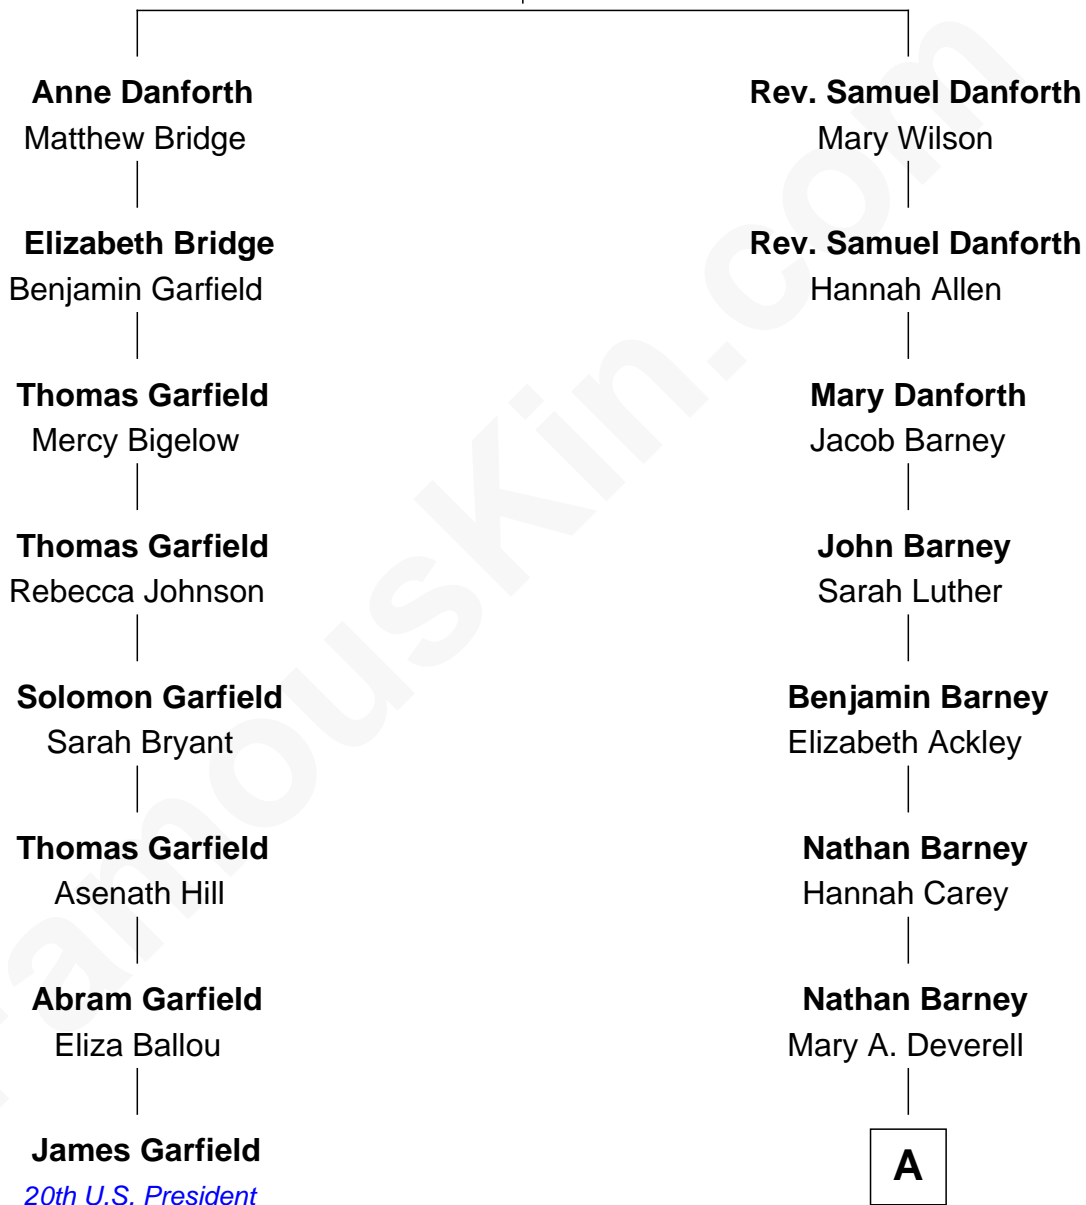 Anne Danforth
Matthew Bridge
Elizabeth Bridge
Benjamin Garfield
Thomas Garfield
Mercy Bigelow
Thomas Garfield
Rebecca Johnson
Solomon Garfield
Sarah Bryant
Thomas Garfield
Asenath Hill
Abram Garfield
Eliza Ballou
James Garfield
20th U.S. President
Rev. Samuel Danforth
Mary Wilson
Rev. Samuel Danforth
Hannah Allen
Mary Danforth
Jacob Barney
John Barney
Sarah Luther
Benjamin Barney
Elizabeth Ackley
Nathan Barney
Hannah Carey
Nathan Barney
Mary A. Deverell
A
FamousKin.com